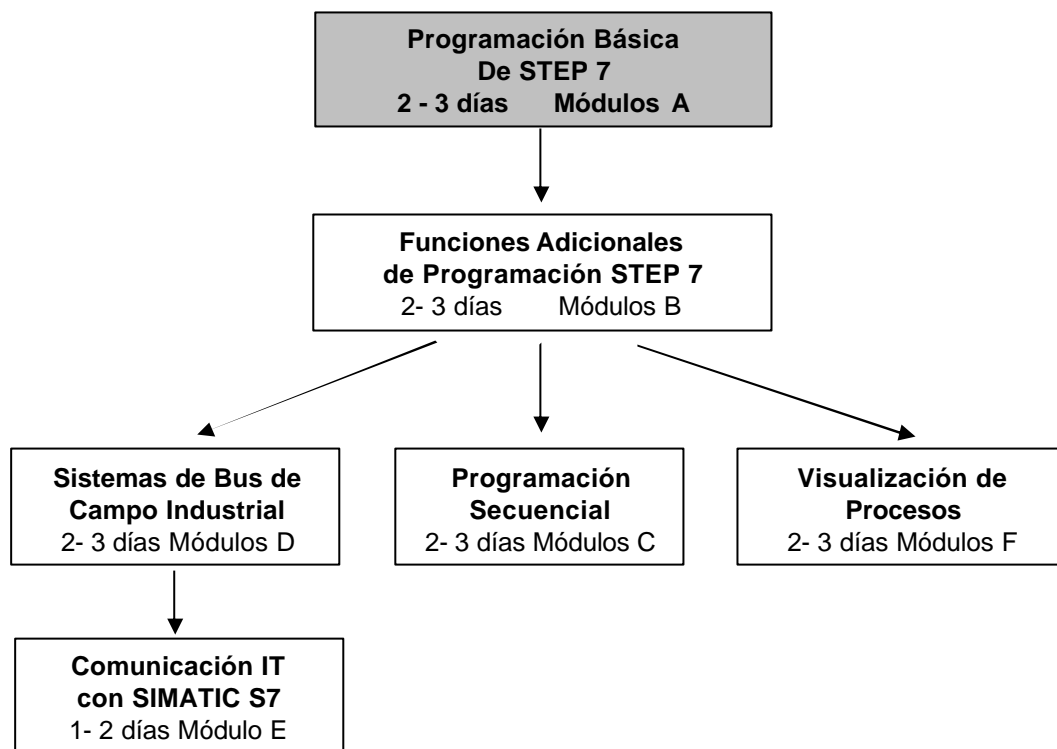 Programación Básica
De STEP 7
2 - 3 días Módulos A
Funciones Adicionales
de Programación STEP 7
2- 3 días Módulos B
Sistemas de Bus de
Campo Industrial
2- 3 días Módulos D
Programación
Secuencial
2- 3 días Módulos C
Visualización de
Procesos
2- 3 días Módulos F
Comunicación IT
con SIMATIC S7
1- 2 días Módulo E